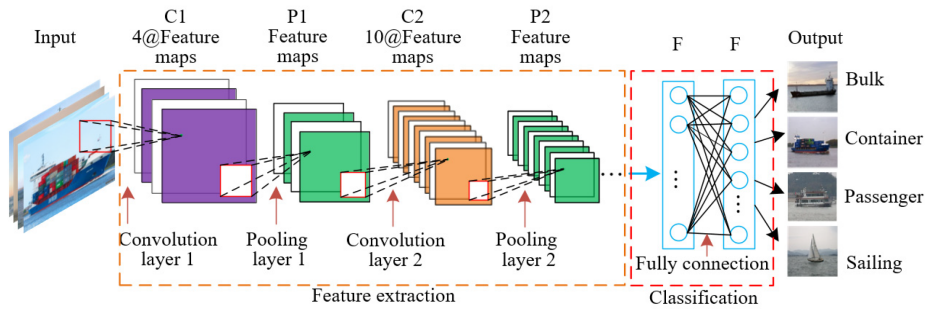 Input
C1
4@Feature
maps
P1
Feature
maps
C2
10@Feature
maps
P2
Feature
maps
F
F
Output
Bulk
Container
Passenger
Sailing
Convolution
layer 1
Pooling
layer 1
Convolution
layer 2
Pooling
layer 2
Fully connection
Feature extraction
Classification